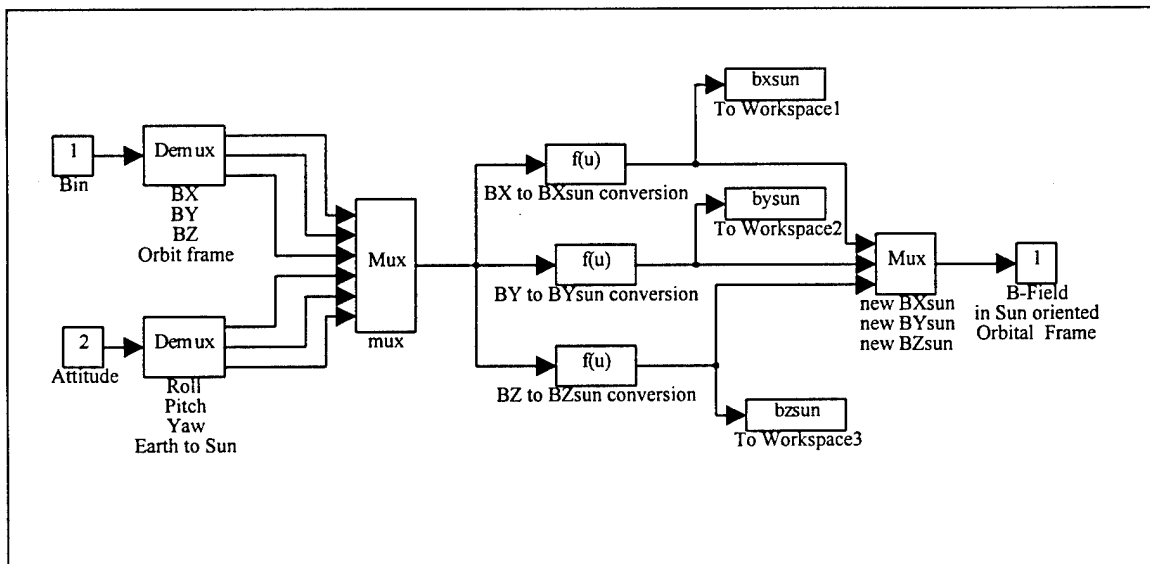 1
Bin
Demux
BX
BY
BZ
Orbit frame
2
Attitude
Demux
Roll
Pitch
Yaw
Earth to Sun
Mux
mux
f(u)
BX to BXsun conversion
f(u)
BY to BYsun conversion
f(u)
BZ to BZsun conversion
bxsun
To Workspace1
bysun
To Workspace2
bzsun
To Workspace3
Mux
new BXsun
new BYsun
new BZsun
1
B-Field
in Sun oriented
Orbital Frame